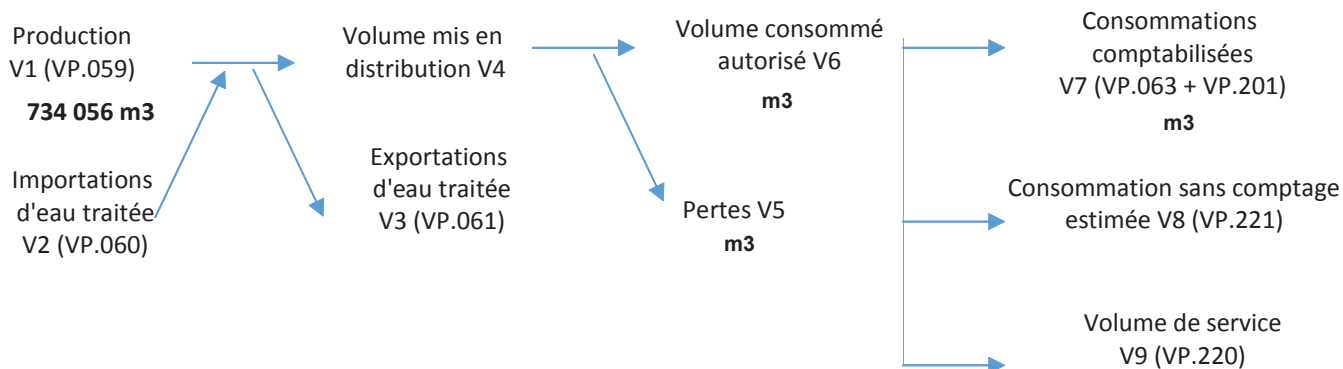 Production
V1 (VP.059)
734 056 m3
Importations
d'eau traitée
V2 (VP.060)
Volume mis en
distribution V4
Exportations
d'eau traitée
V3 (VP.061)
Volume consommé
autorisé V6
m3
Pertes V5
m3
Consommations
comptabilisées
V7 (VP.063 + VP.201)
m3
Consommation sans comptage
estimée V8 (VP.221)
Volume de service
V9 (VP.220)